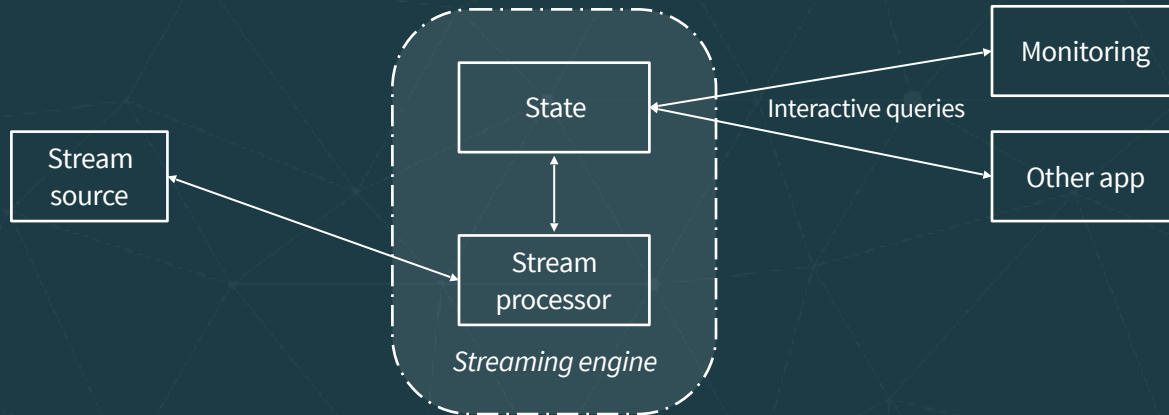 Stream
source
State
Stream
processor
Streaming engine
Interactive queries
Monitoring
Other app